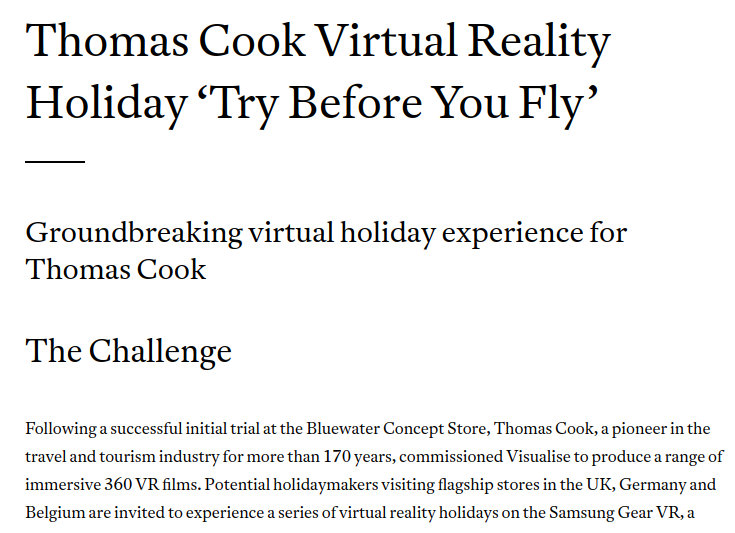 Thomas Cook Virtual Reality
Holiday ‘Try Before You Fly’
Groundbreaking virtual holiday experience for
Thomas Cook
The Challenge
Following a successful initial trial at the Bluewater Concept Store, Thomas Cook, a pioneer in the
travel and tourism industry for more than 170 years, commissioned Visualise to produce a range of
immersive 360 VR films. Potential holidaymakers visiting flagship stores in the UK, Germany and
Belgium are invited to experience a series of virtual reality holidays on the Samsung Gear VR, a